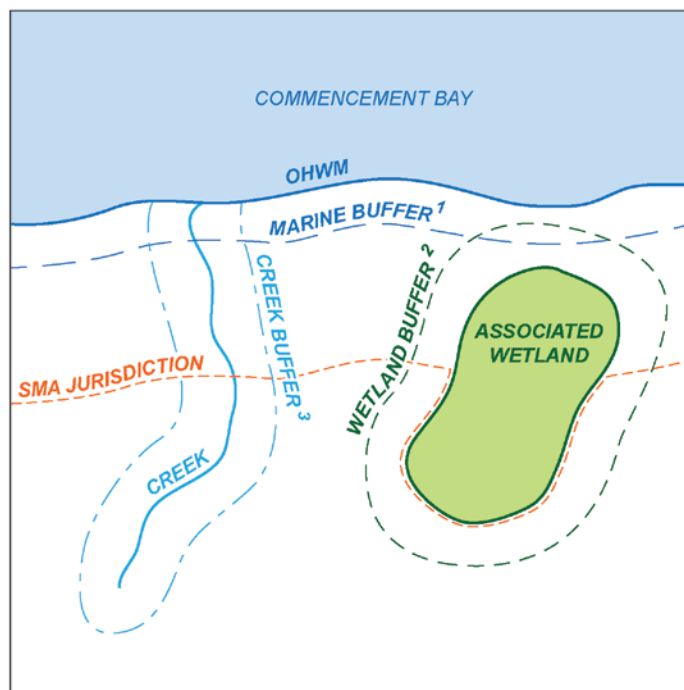 COMMENCEMENT BAY
OHWM
MARINE BUFFER 1
CREEK BUFFER 3
WETLAND BUFFER 2
ASSOCIATED
WETLAND
SMA JURISDICTION
CREEK